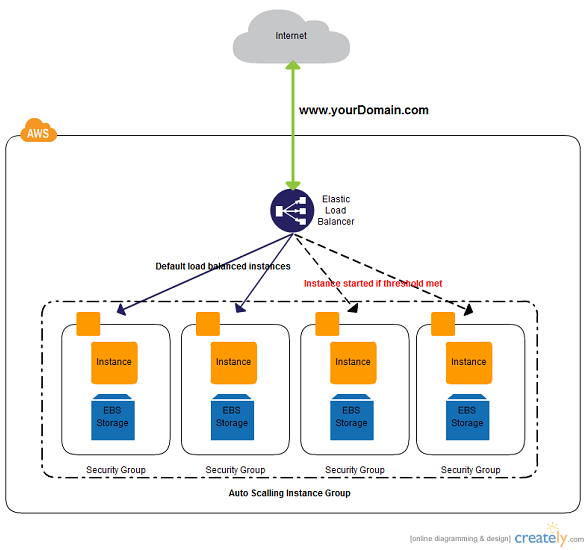 Internet
www.yourDomain.com
AWS
Elastic
Load
Balancer
Default load balanced instances
Instance started if threshold met
Instance
Instance
Instance
Instance
EBS
Storage
EBS
Storage
EBS
Storage
EBS
Storage
Security Group
Security Group
Security Group
Security Group
Auto Scalling Instance Group
[online diagramming & design] creately.com